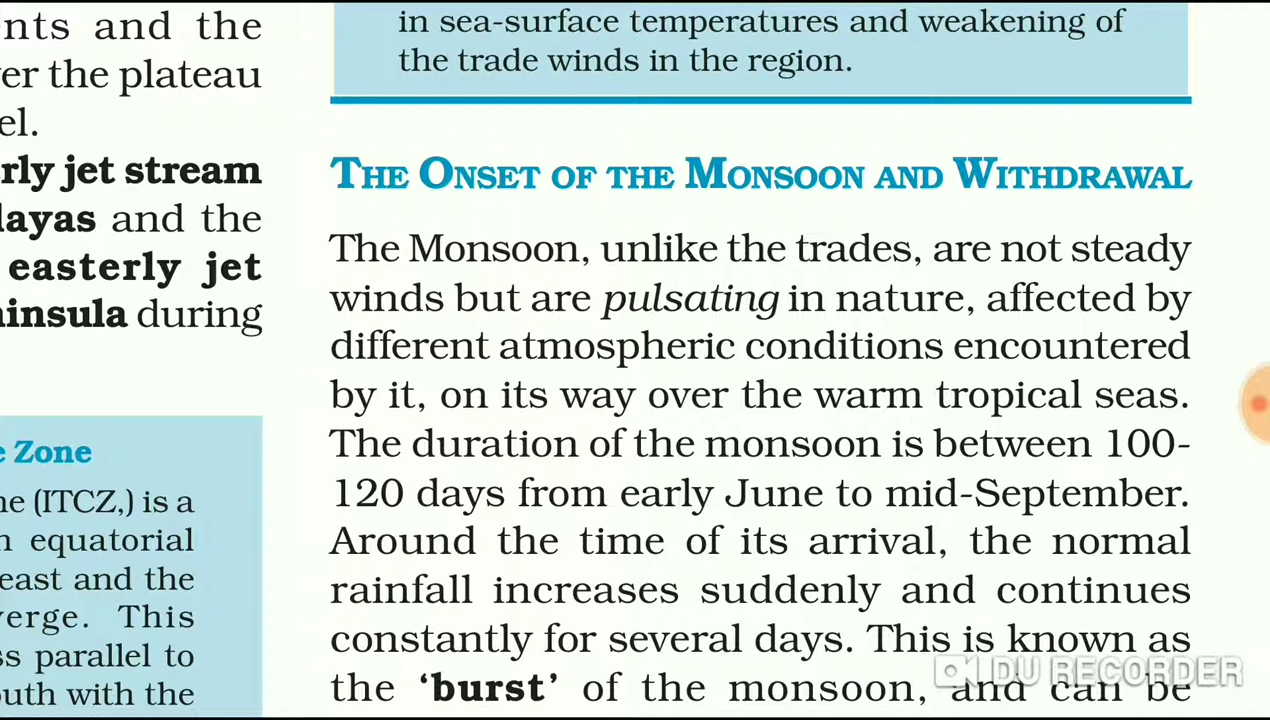 nts and the
er the plateau
el.
rly jet stream
layas and the
easterly jet
insula during
e Zone
ne (ITCZ,) is a
n equatorial
east and the
verge. This
ss parallel to
outh with the
in sea-surface temperatures and weakening of
the trade winds in the region.
THE ONSET OF THE MONSOON AND WITHDRAWAL
The Monsoon, unlike the trades, are not steady
winds but are pulsating in nature, affected by
different atmospheric conditions encountered
by it, on its way over the warm tropical seas.
The duration of the monsoon is between 100-
120 days from early June to mid-September.
Around the time of its arrival, the normal
rainfall increases suddenly and continues
constantly for several days. This is known as
the ‘burst’ of the monsoon, and can be
DU RECORDER